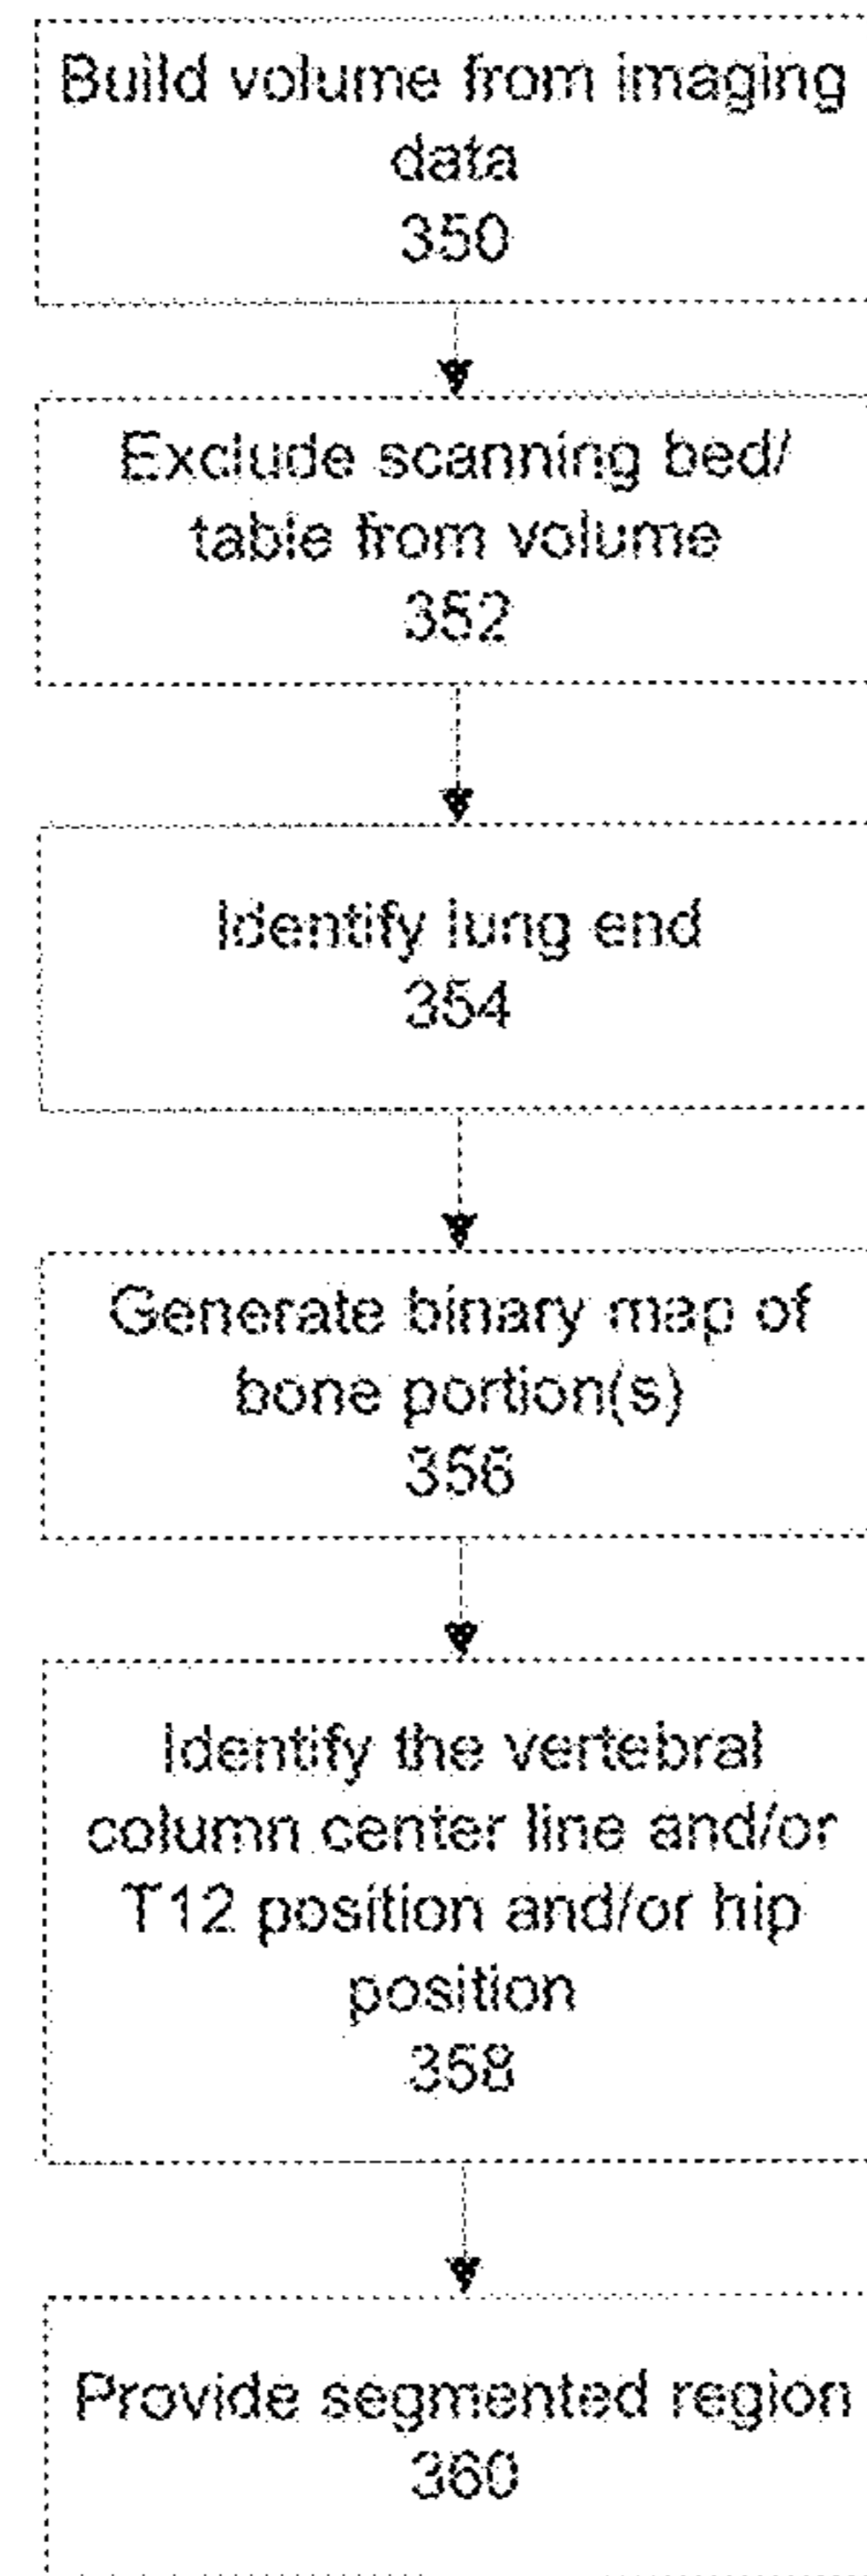 Build volume from imaging
data
350
Exclude scanning bed/
table from volume
352
Identify lung end
354
Generate binary map of
bone portion(s)
356
Identify the vertebral
column center line and/or
T12 position and/or hip
position
358
Provide segmented region
360